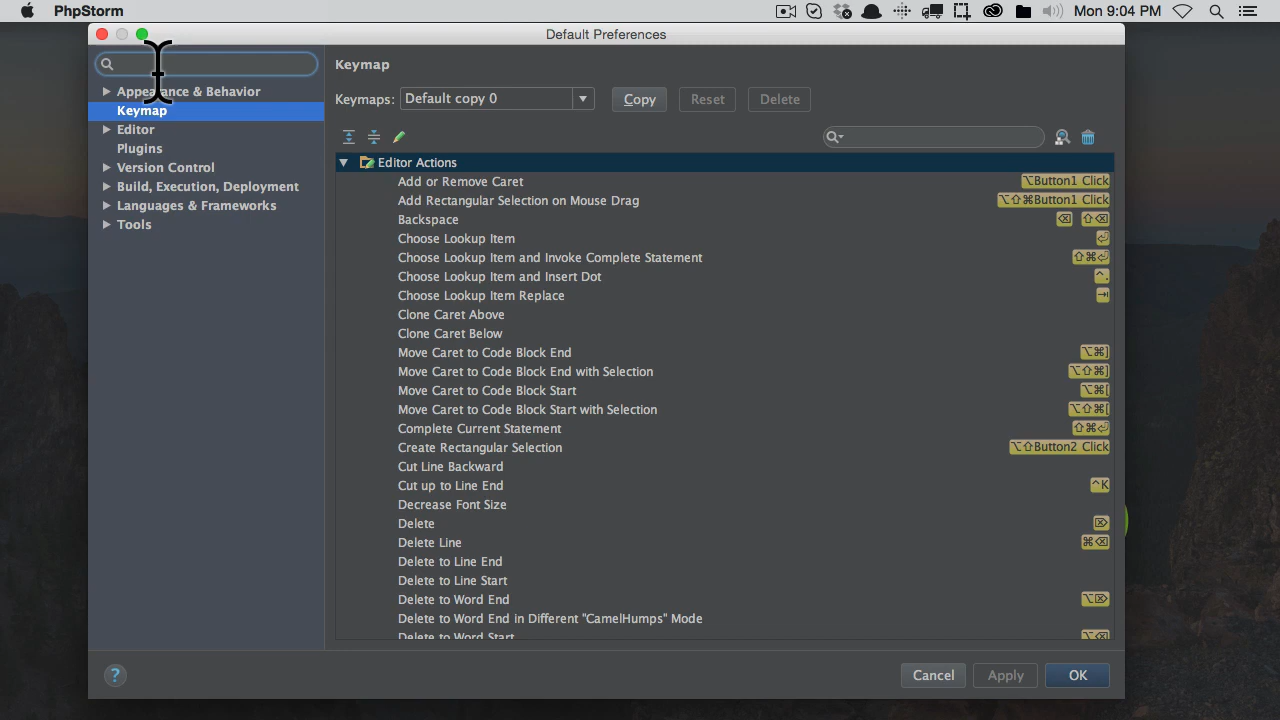 PhpStorm
Mon 9:04 PM
Default Preferences
Appearance & Behavior
Keymap
Editor
Plugins
Version Control
Build, Execution, Deployment
Languages & Frameworks
Tools
Keymap
Keymaps: Default copy 0 Copy Reset Delete
Editor Actions
Add or Remove Caret ⌥Button1 Click
Add Rectangular Selection on Mouse Drag ⌥⇧⌘Button1 Click
Backspace ⌫ ⇧⌫
Choose Lookup Item ⏎
Choose Lookup Item and Invoke Complete Statement ⇧⌘⏎
Choose Lookup Item and Insert Dot ^.
Choose Lookup Item Replace ⇥
Clone Caret Above
Clone Caret Below
Move Caret to Code Block End ⌥⌘]
Move Caret to Code Block End with Selection ⌥⇧⌘]
Move Caret to Code Block Start ⌥⌘[
Move Caret to Code Block Start with Selection ⌥⇧⌘[
Complete Current Statement ⇧⌘⏎
Create Rectangular Selection ⌥⇧Button2 Click
Cut Line Backward
Cut up to Line End ^K
Decrease Font Size
Delete ⌦
Delete Line ⌘⌫
Delete to Line End
Delete to Line Start
Delete to Word End ⌥⌦
Delete to Word End in Different "CamelHumps" Mode
Delete to Word Start ⌥⌫
? Cancel Apply OK